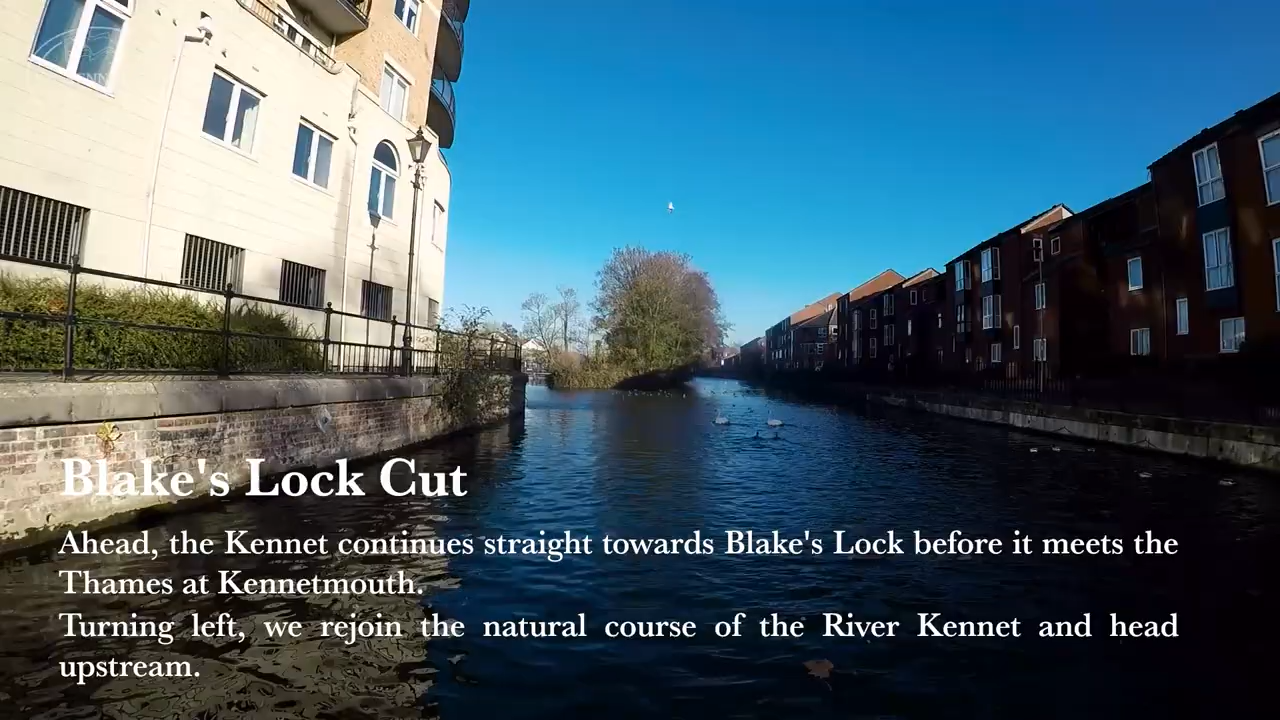 Blake's Lock Cut
Ahead, the Kennet continues straight towards Blake's Lock before it meets the
Thames at Kennetmouth.
Turning left, we rejoin the natural course of the River Kennet and head
upstream.